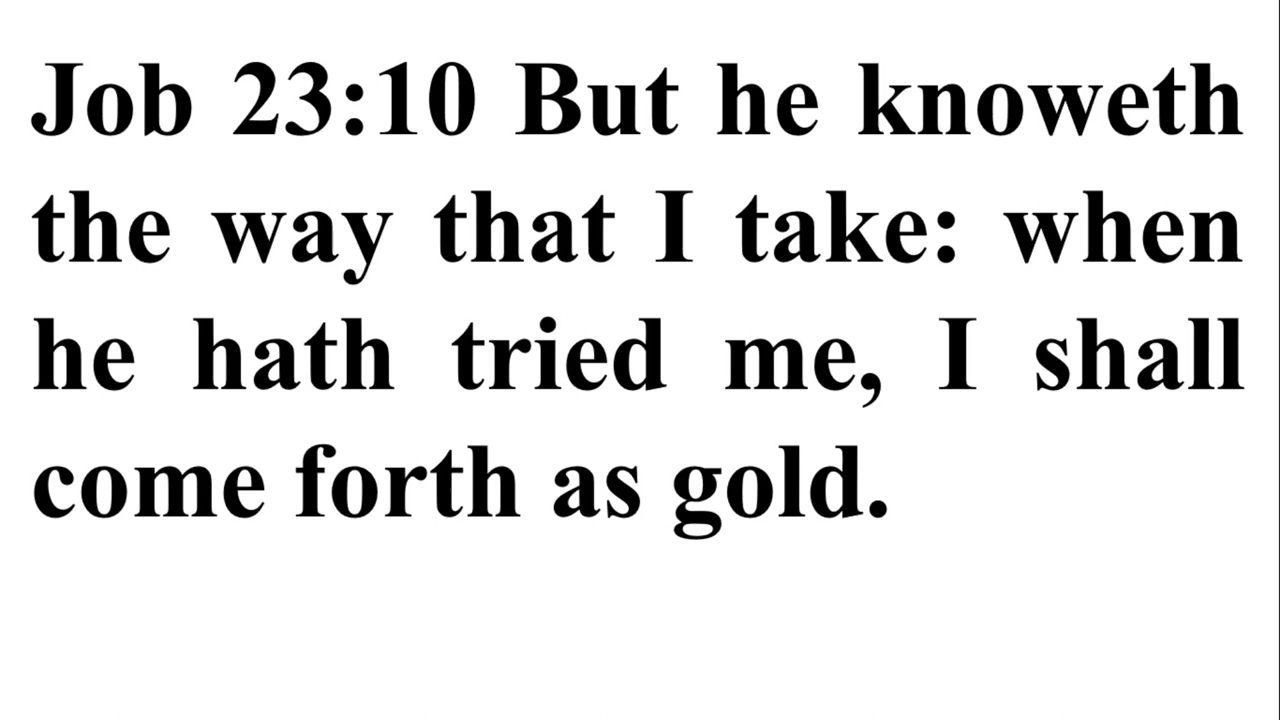 Job 23:10 But he knoweth
the way that I take: when
he hath tried me, I shall
come forth as gold.